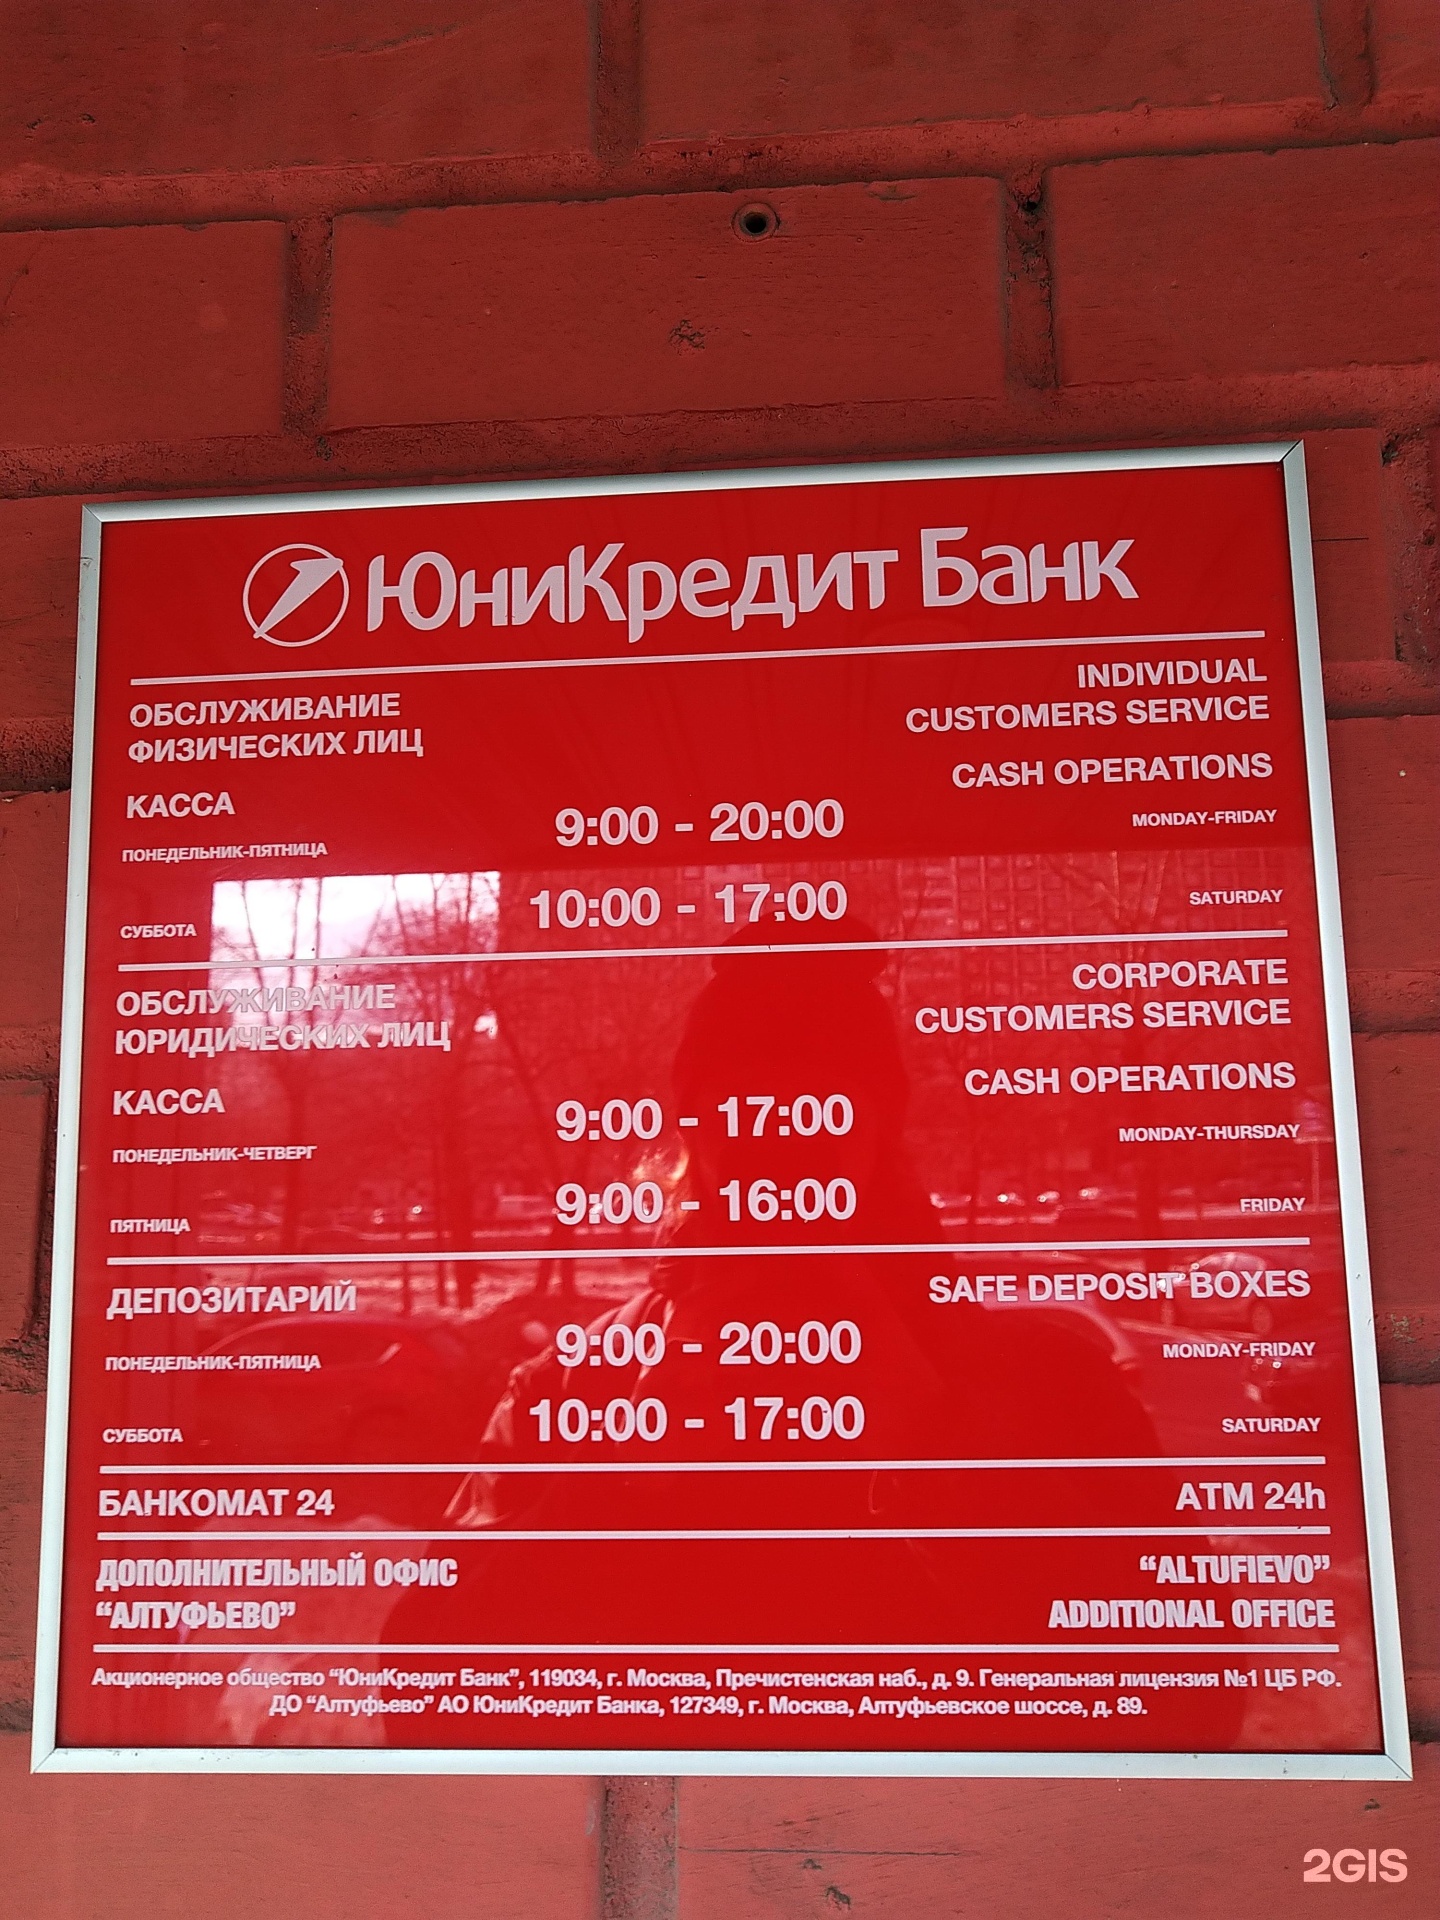 ЮниКредит Банк
ОБСЛУЖИВАНИЕ
ФИЗИЧЕСКИХ ЛИЦ
INDIVIDUAL
CUSTOMERS SERVICE
КАССА
CASH OPERATIONS
ПОНЕДЕЛЬНИК-ПЯТНИЦА 9:00 - 20:00 MONDAY-FRIDAY
СУББОТА 10:00 - 17:00 SATURDAY
ОБСЛУЖИВАНИЕ
ЮРИДИЧЕСКИХ ЛИЦ
CORPORATE
CUSTOMERS SERVICE
КАССА
CASH OPERATIONS
ПОНЕДЕЛЬНИК-ЧЕТВЕРГ 9:00 - 17:00 MONDAY-THURSDAY
ПЯТНИЦА 9:00 - 16:00 FRIDAY
ДЕПОЗИТАРИЙ SAFE DEPOSIT BOXES
ПОНЕДЕЛЬНИК-ПЯТНИЦА 9:00 - 20:00 MONDAY-FRIDAY
СУББОТА 10:00 - 17:00 SATURDAY
БАНКОМАТ 24 ATM 24h
ДОПОЛНИТЕЛЬНЫЙ ОФИС
“АЛТУФЬЕВО”
“ALTUFIEVO”
ADDITIONAL OFFICE
Акционерное общество “ЮниКредит Банк”, 119034, г. Москва, Пречистенская наб., д. 9. Генеральная лицензия №1 ЦБ РФ.
ДО “Алтуфьево” АО ЮниКредит Банка, 127349, г. Москва, Алтуфьевское шоссе, д. 89.
2GIS